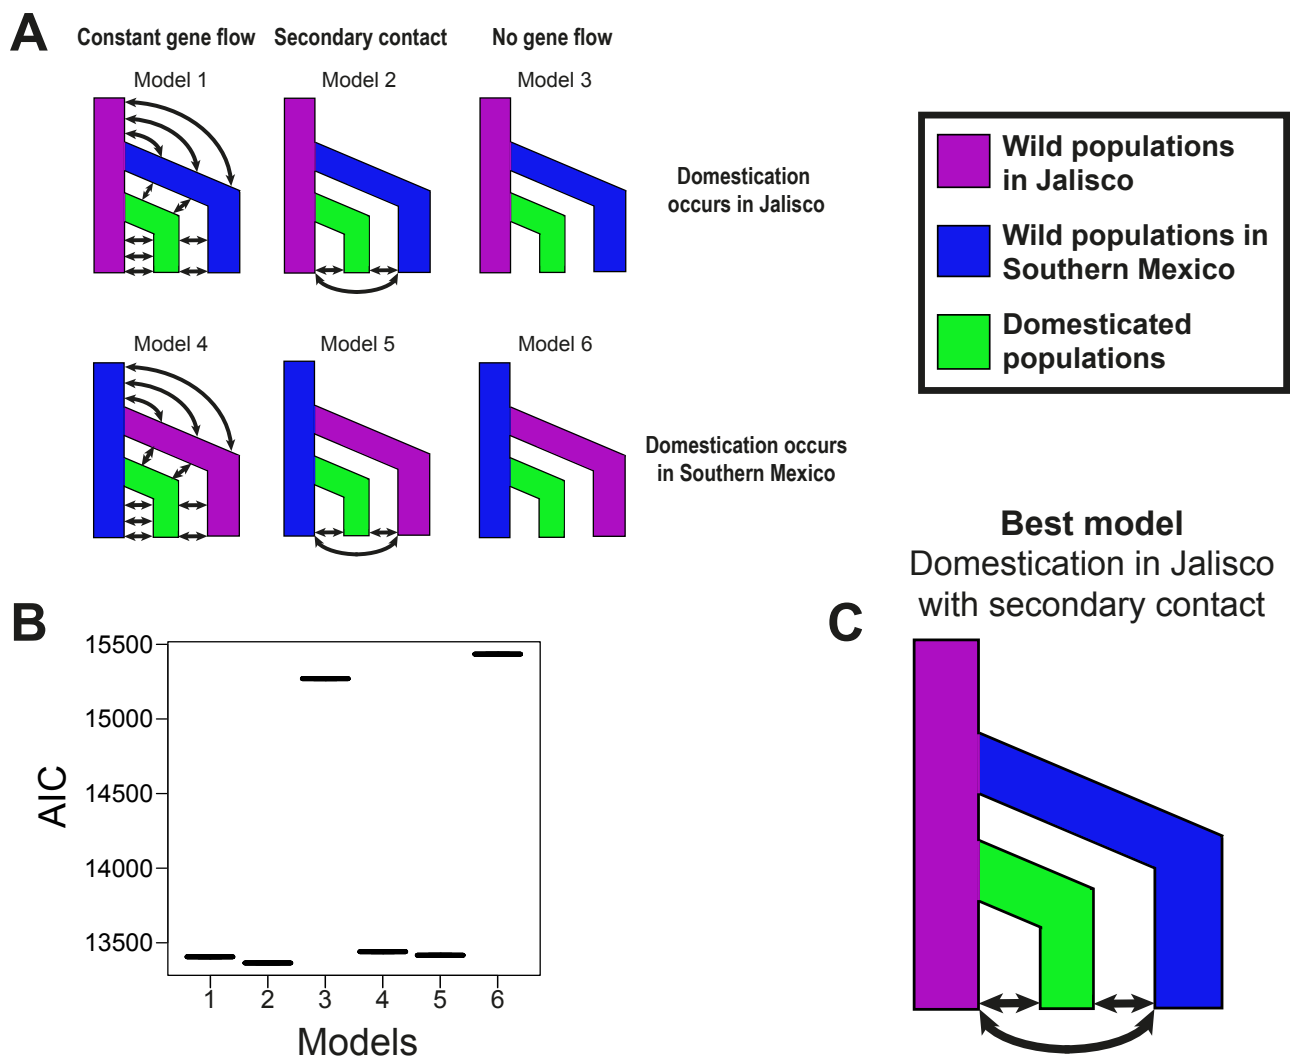 A
Constant gene flow
Secondary contact
No gene flow
Model 1
Model 2
Model 3
Domestication
occurs in Jalisco
Model 4
Model 5
Model 6
Domestication occurs
in Southern Mexico
Wild populations
in Jalisco
Wild populations in
Southern Mexico
Domesticated
populations
B
15500
15000
14500
14000
13500
AIC
1 2 3 4 5 6
Models
C
Best model
Domestication in Jalisco
with secondary contact